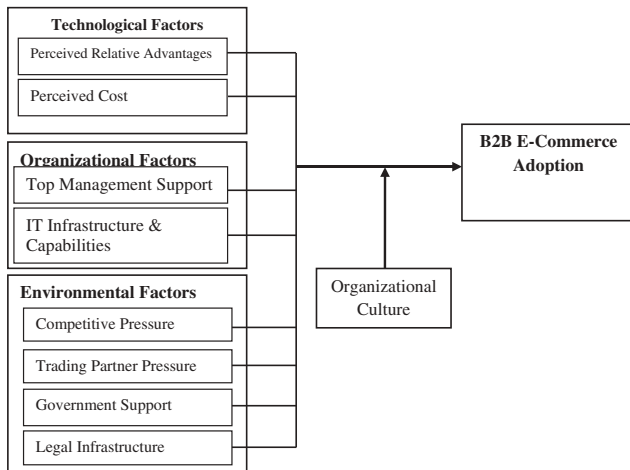 Technological Factors
Perceived Relative Advantages
Perceived Cost
Organizational Factors
Top Management Support
IT Infrastructure &
Capabilities
Environmental Factors
Competitive Pressure
Trading Partner Pressure
Government Support
Legal Infrastructure
Organizational
Culture
B2B E-Commerce
Adoption